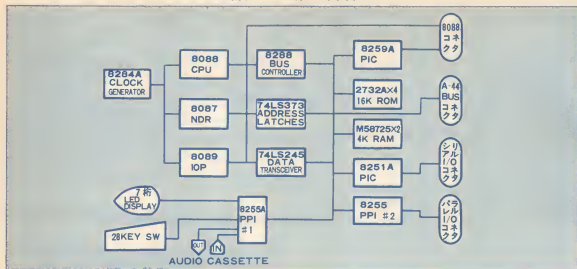 8284A
CLOCK
GENERATOR
8088
CPU
8087
NDR
8089
IOP
8288
BUS
CONTROLLER
74LS373
ADDRESS
LATCHES
74LS245
DATA
TRANSCEIVER
8259A
PIC
2732A×4
16K ROM
M58725×2
4K RAM
8251A
PIC
8255
PPI #2
8088
コネクタ
A-44
BUS
コネクタ
シリアルI/O
コネクタ
パラレルI/O
コネクタ
7桁
LED
DISPLAY
28KEY SW
8255A
PPI
#1
OUT
IN
AUDIO CASSETTE